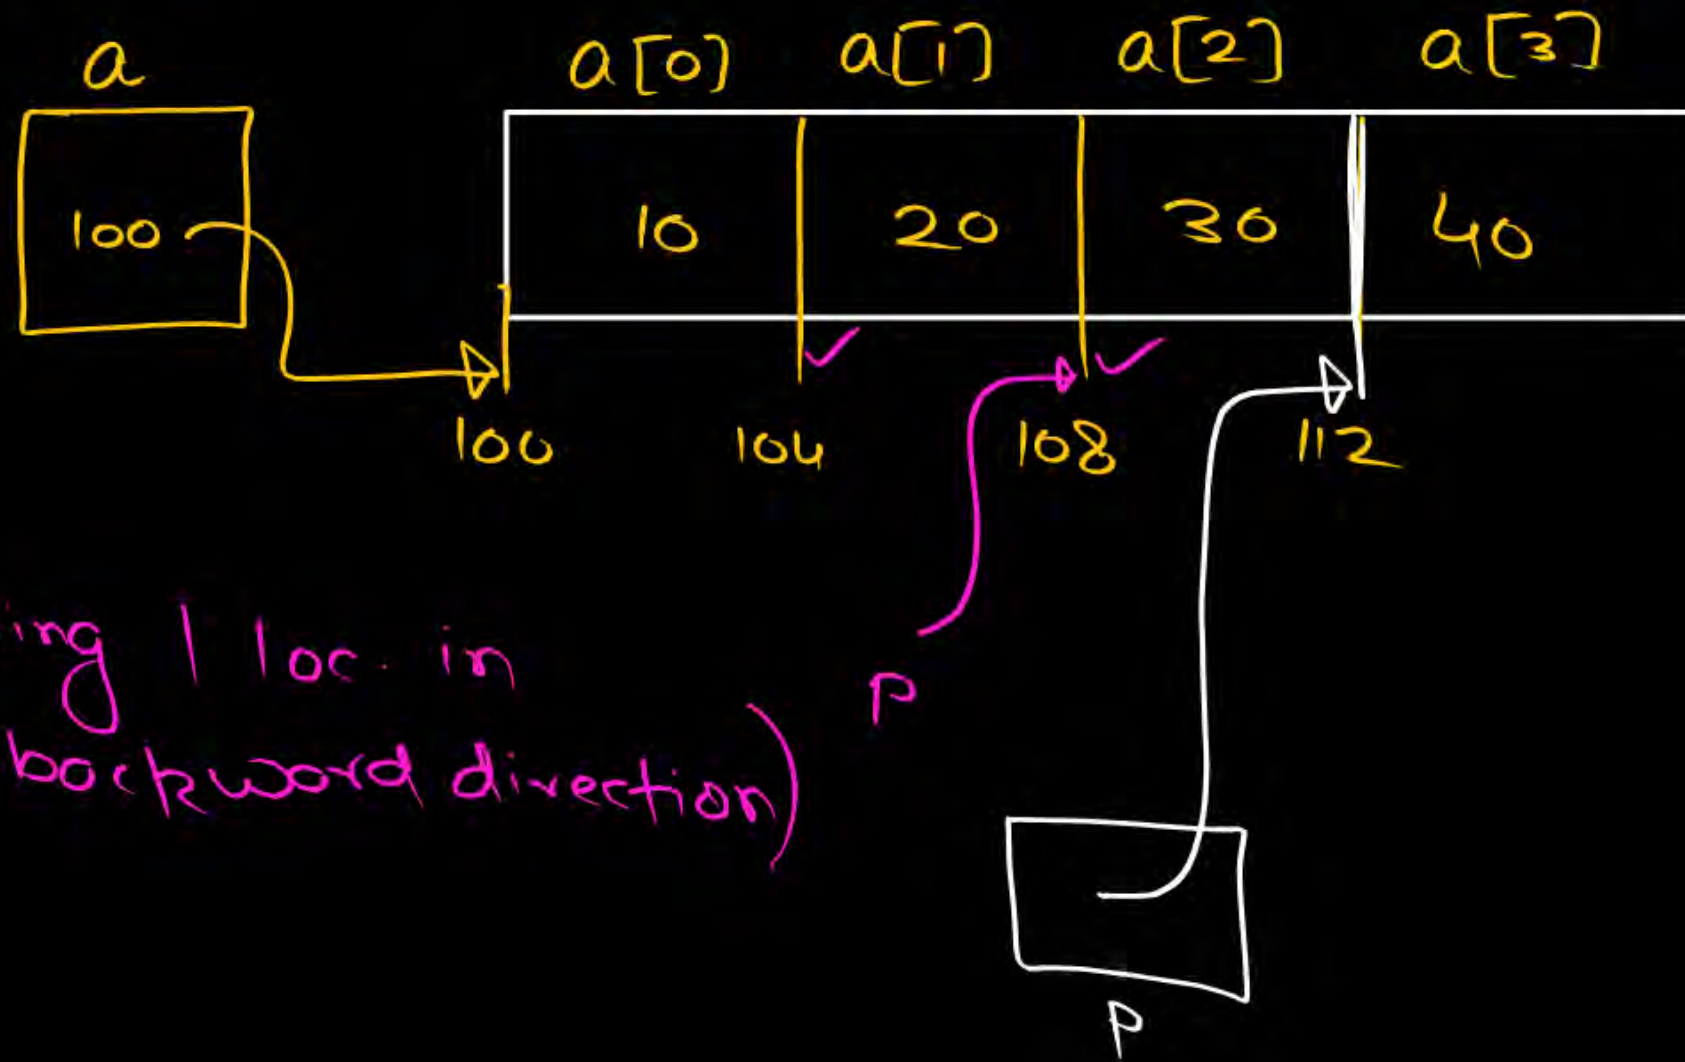 a a[0] a[1] a[2] a[3]
100 10 20 30 40
100 104 108 112
ing 1 loc. in
P
backword direction)
P